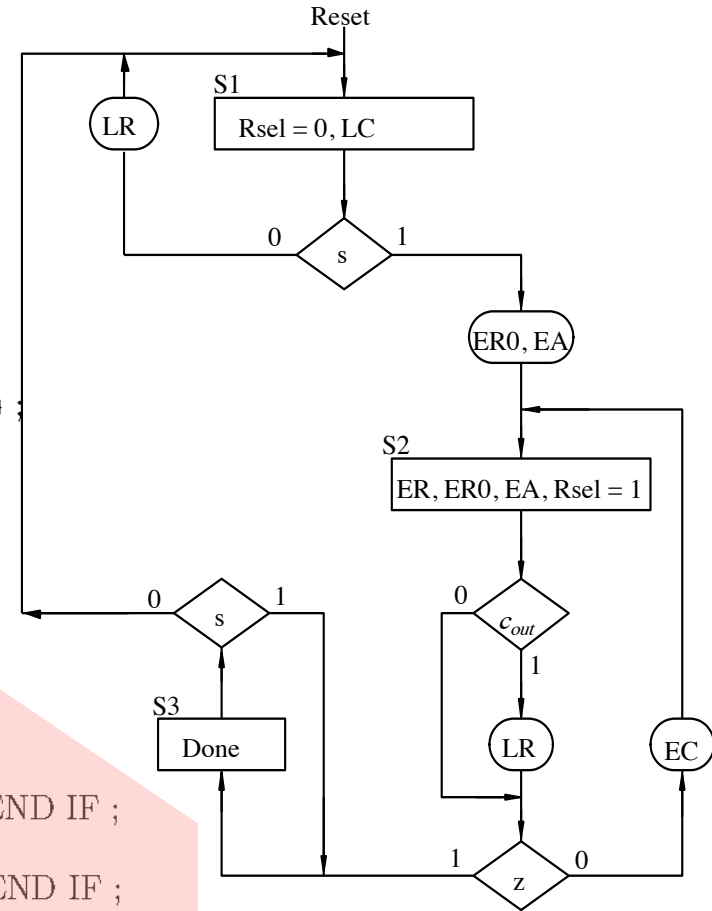 Reset
S1
LR
Rsel = 0, LC
0
s
1
ER0, EA
;
S2
ER, ER0, EA, Rsel = 1
0
s
1
0
c_out
1
S3
Done
LR
EC
END IF ;
1
z
0
END IF ;